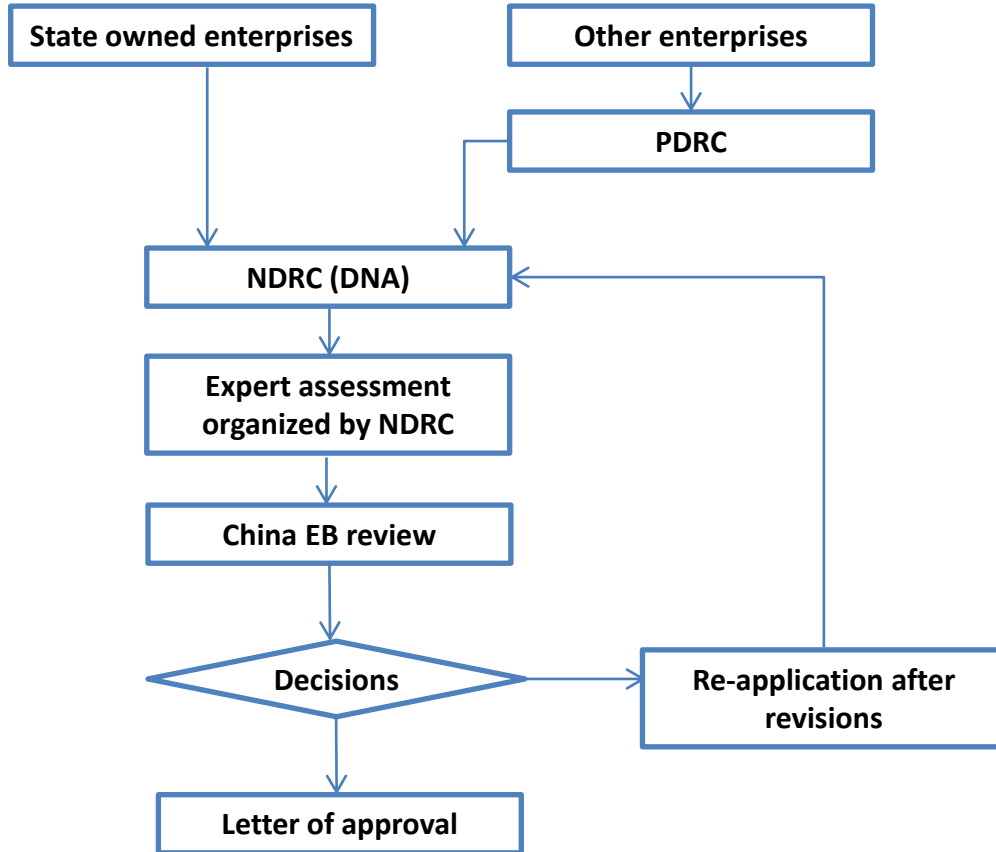 State owned enterprises
Other enterprises
PDRC
NDRC (DNA)
Expert assessment
organized by NDRC
China EB review
Decisions
Re-application after
revisions
Letter of approval